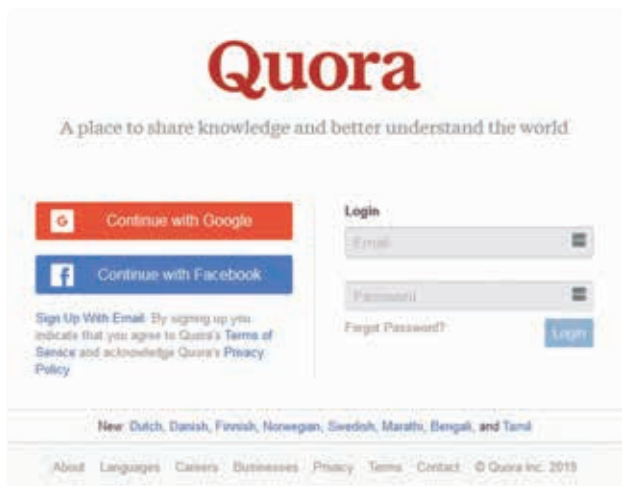 Quora
A place to share knowledge and better understand the world
Continue with Google
Continue with Facebook
Sign Up With Email. By signing up you
indicate that you agree to Quora's Terms of
Service and acknowledge Quora's Privacy
Policy
Login
Email
Password
Forgot Password?
Login
New: Dutch, Danish, Finnish, Norwegian, Swedish, Marathi, Bengali, and Tamil
About Languages Careers Businesses Privacy Terms Contact © Quora Inc. 2019